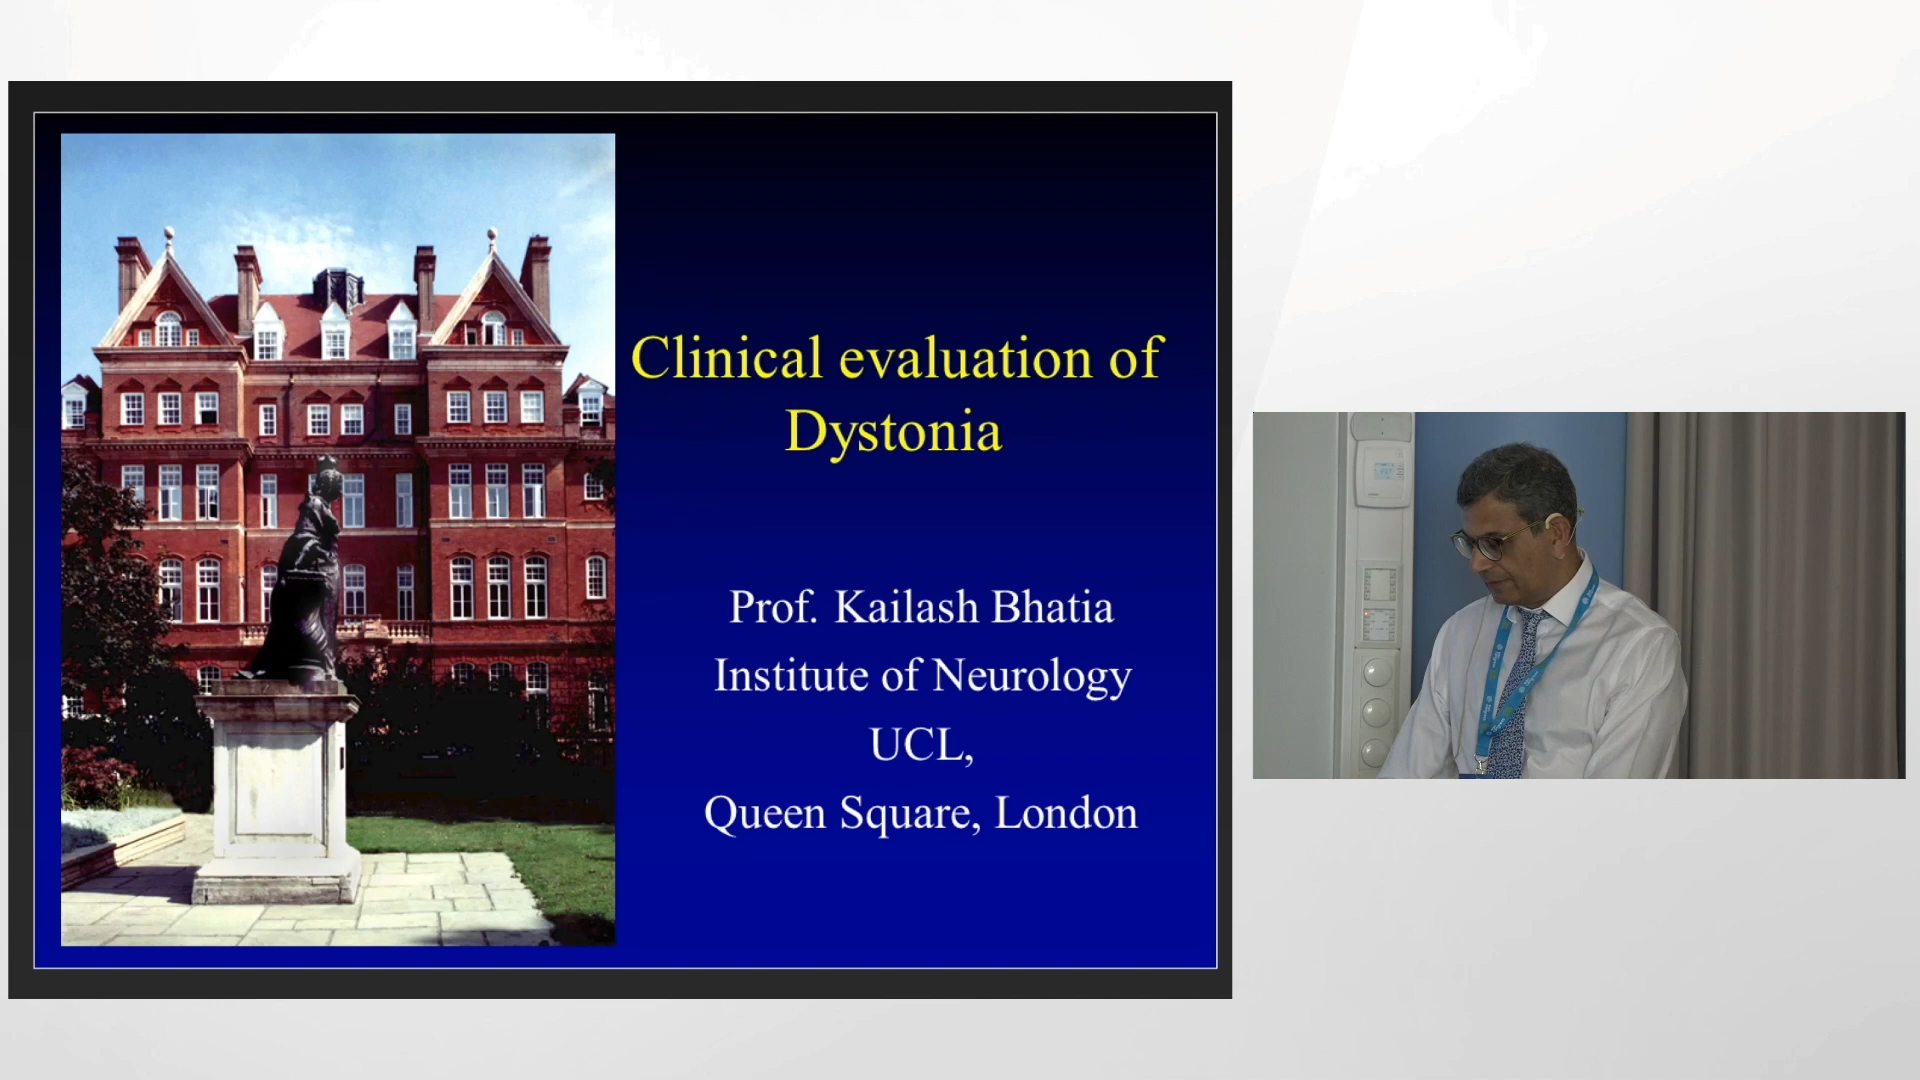 Clinical evaluation of
Dystonia
Prof. Kailash Bhatia
Institute of Neurology
UCL,
Queen Square, London